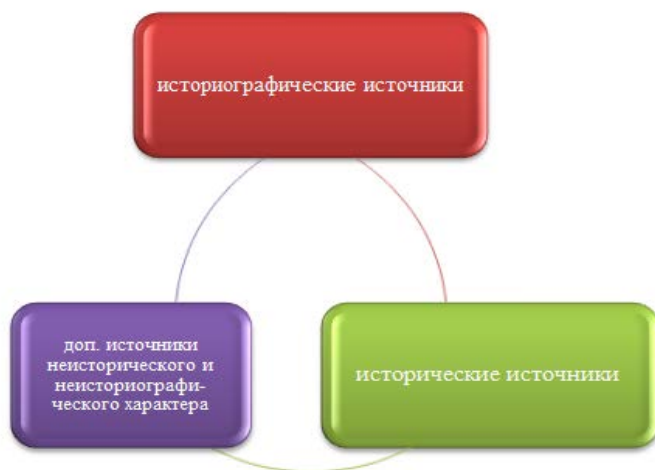 историографические источники
доп. источники
неисторического и
неисториографи-
ческого характера
исторические источники